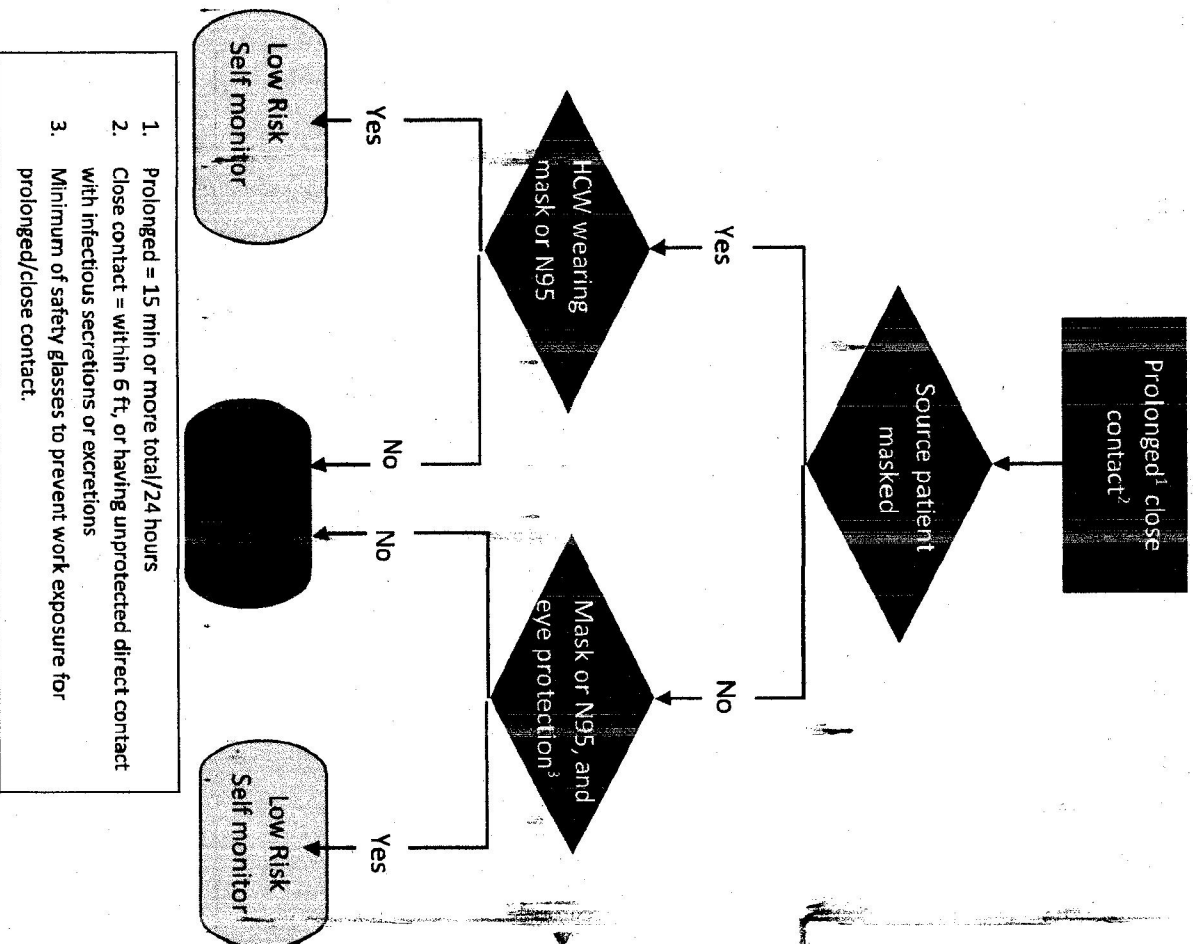 Prolonged¹ close
contact²
Source patient
masked
Yes
No
HCW wearing
mask or N95
Mask or N95, and
eye protection³
Yes
No
No
Yes
Low Risk
Self monitor
Low Risk
Self monitor
1. Prolonged = 15 min or more total/24 hours
2. Close contact = within 6 ft, or having unprotected direct contact
with infectious secretions or excretions
3. Minimum of safety glasses to prevent work exposure for
prolonged/close contact.